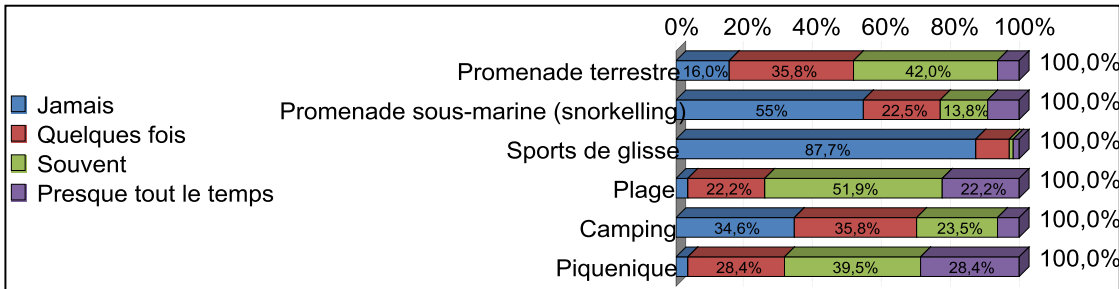 0% 20% 40% 60% 80% 100%
Promenade terrestre 16,0% 35,8% 42,0% 100,0%
Promenade sous-marine (snorkelling) 55% 22,5% 13,8% 100,0%
Sports de glisse 87,7% 100,0%
Plage 22,2% 51,9% 22,2% 100,0%
Camping 34,6% 35,8% 23,5% 100,0%
Piquenique 28,4% 39,5% 28,4% 100,0%
Jamais
Quelques fois
Souvent
Presque tout le temps